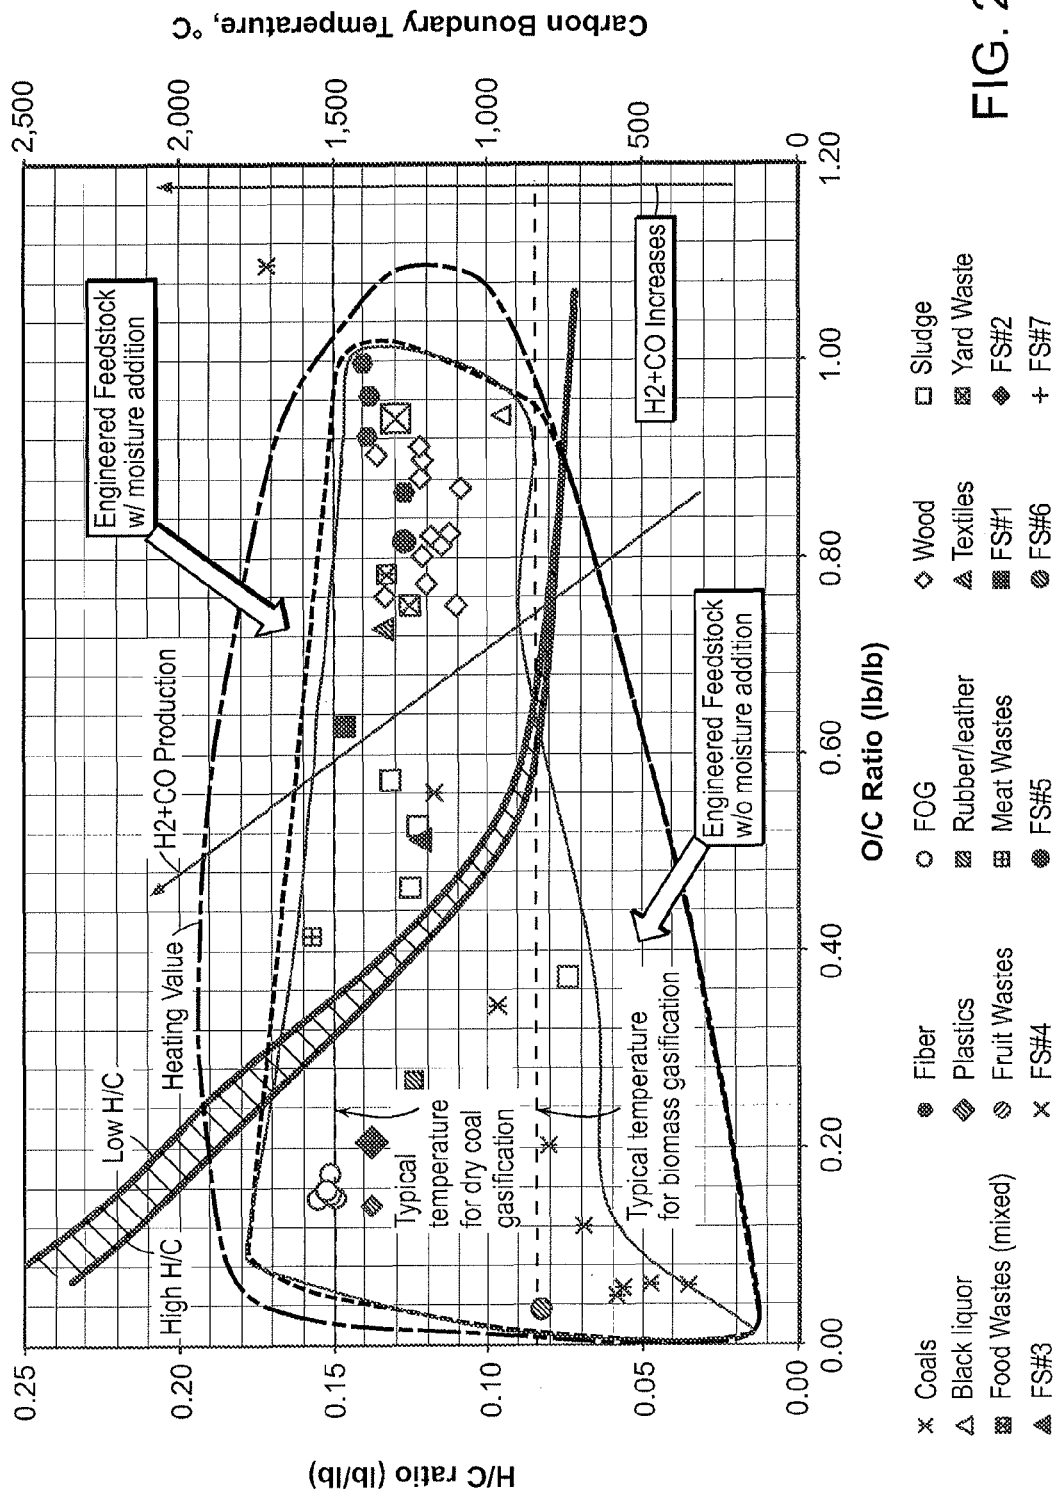 Carbon Boundary Temperature, °C
2,500
2,000
1,500
1,000
500
0
H/C ratio (lb/lb)
0.25
0.20
0.15
0.10
0.05
0.00
Engineered Feedstock
w/ moisture addition
H2+CO Production
Heating Value
Low H/C
High H/C
Typical
temperature
for dry coal
gasification
Typical temperature
for biomass gasification
Engineered Feedstock
w/o moisture addition
H2+CO Increases
0.00
0.20
0.40
0.60
0.80
1.00
1.20
O/C Ratio (lb/lb)
Coals
Fiber
FOG
Wood
Sludge
Black liquor
Plastics
Rubber/leather
Textiles
Yard Waste
Food Wastes (mixed)
Fruit Wastes
Meat Wastes
FS#1
FS#2
FS#3
FS#4
FS#5
FS#6
FS#7
FIG. 2